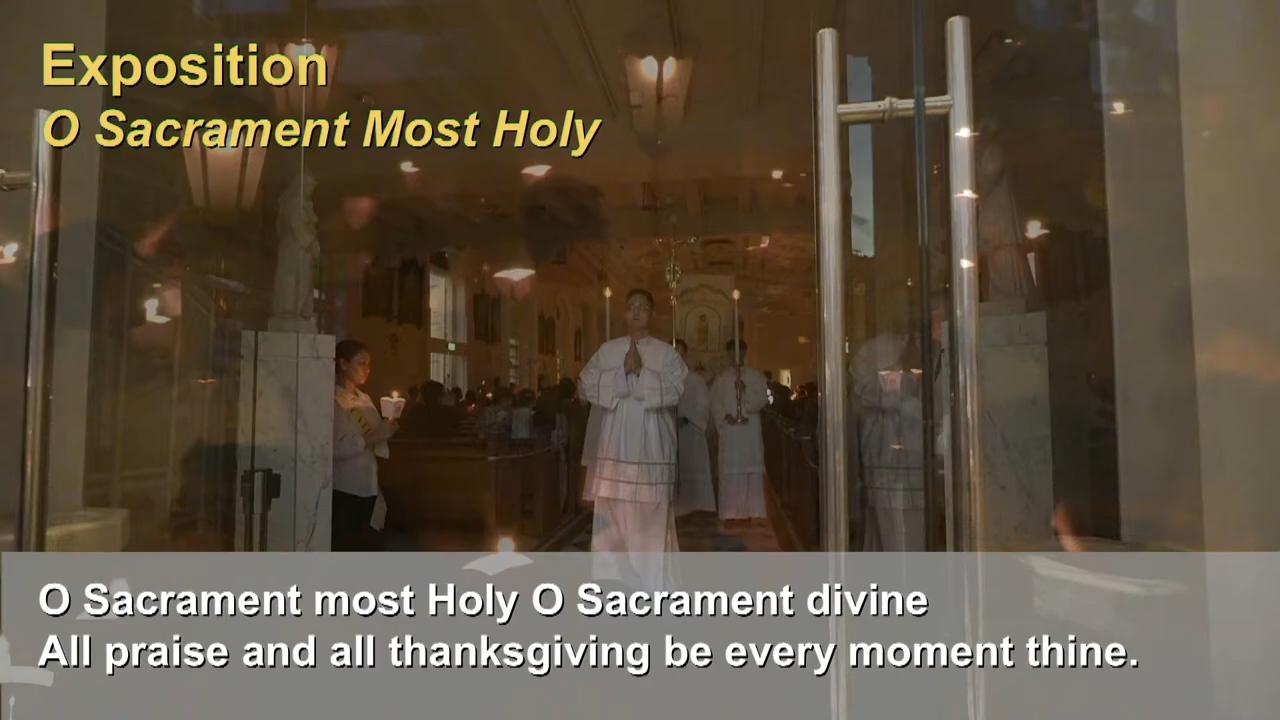 Exposition
O Sacrament Most Holy
O Sacrament most Holy O Sacrament divine
All praise and all thanksgiving be every moment thine.